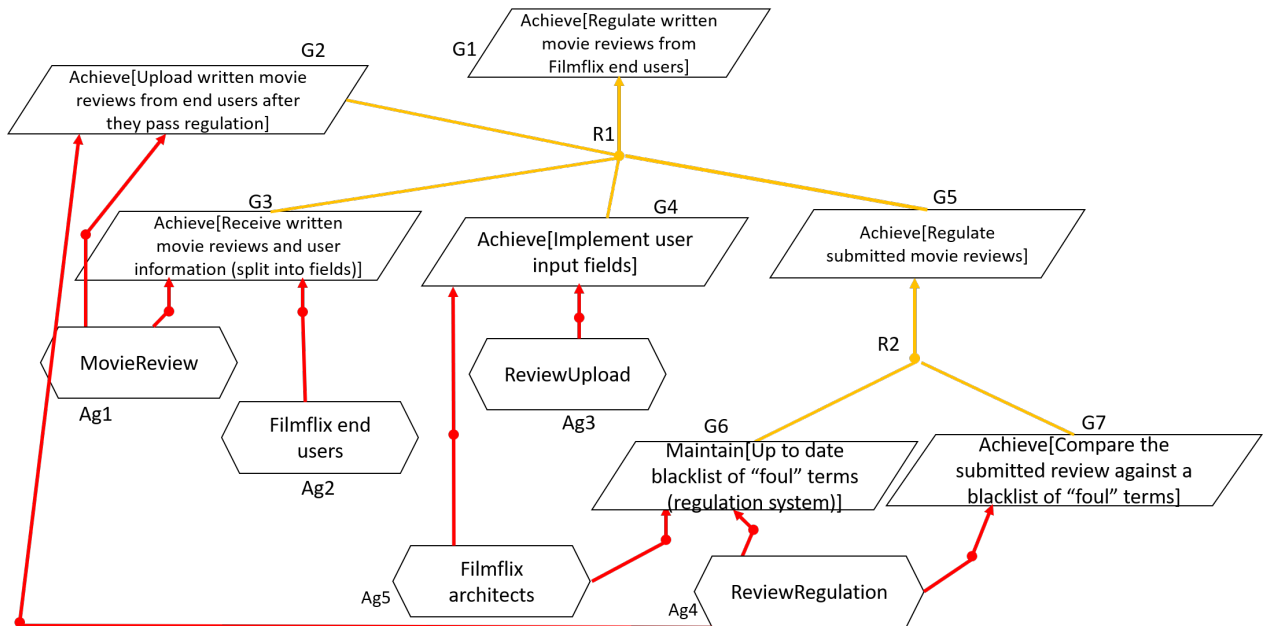 Achieve[Regulate written
movie reviews from
Filmflix end users]
G1
G2
Achieve[Upload written movie
reviews from end users after
they pass regulation]
R1
G3
Achieve[Receive written
movie reviews and user
information (split into fields)]
G4
Achieve[Implement user
input fields]
G5
Achieve[Regulate
submitted movie reviews]
MovieReview
Ag1
Filmflix end
users
Ag2
ReviewUpload
Ag3
R2
G6
Maintain[Up to date
blacklist of “foul” terms
(regulation system)]
G7
Achieve[Compare the
submitted review against a
blacklist of “foul” terms]
Filmflix
architects
Ag5
ReviewRegulation
Ag4